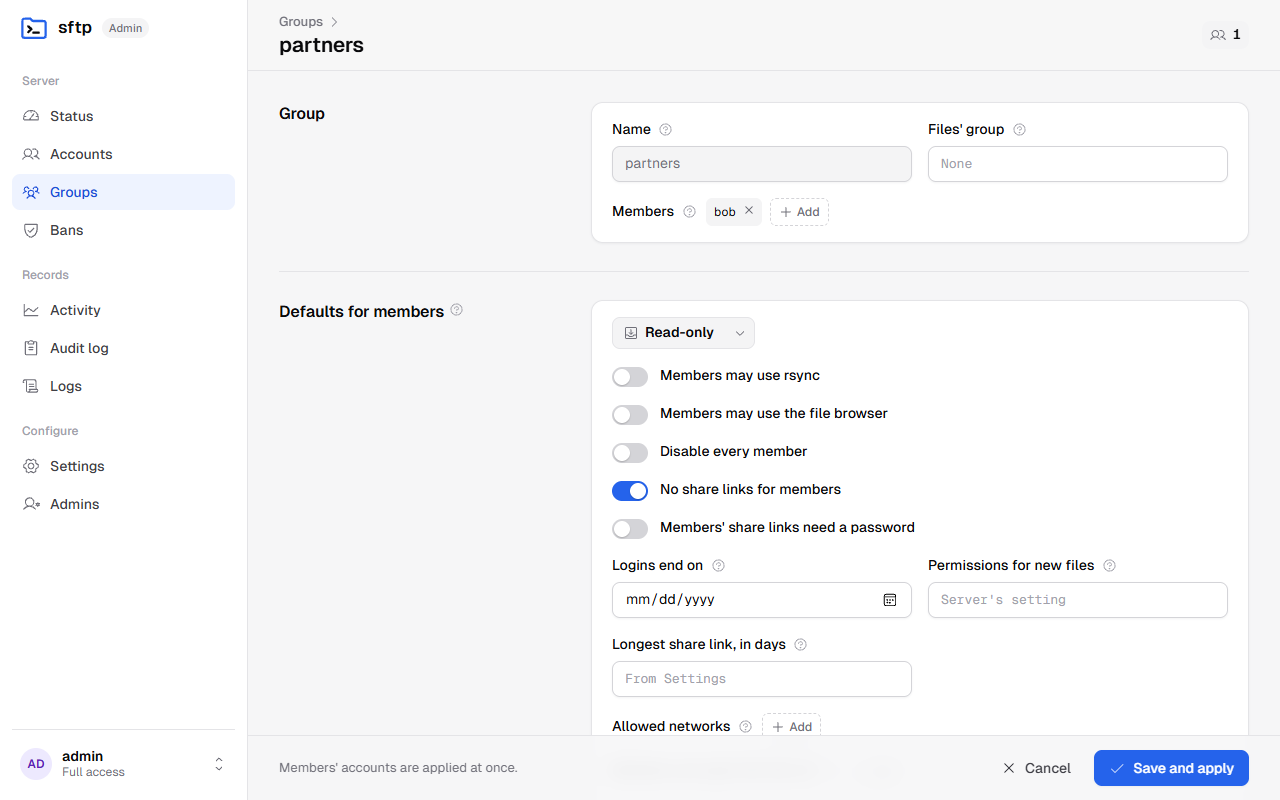 sftp Admin
Server
Status
Accounts
Groups
Bans
Records
Activity
Audit log
Logs
Configure
Settings
Admins
AD
admin
Full access
Groups
partners
1
Group
Name
Files' group
partners
None
Members
bob
Add
Defaults for members
Read-only
Members may use rsync
Members may use the file browser
Disable every member
No share links for members
Members' share links need a password
Logins end on
Permissions for new files
mm/dd/yyyy
Server's setting
Longest share link, in days
From Settings
Allowed networks
Add
Members' accounts are applied at once.
Cancel
Save and apply